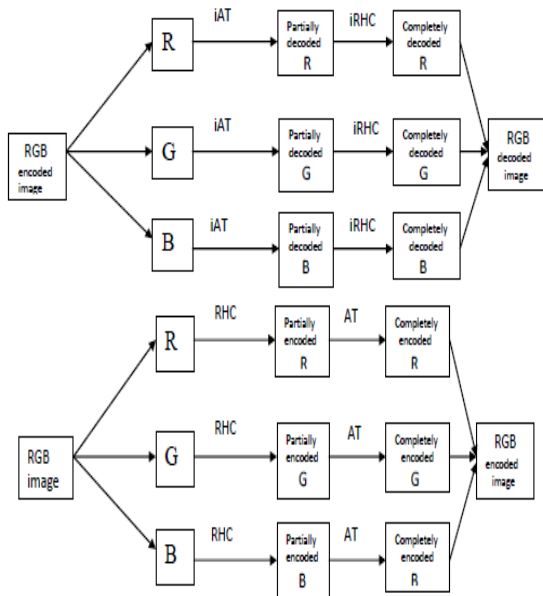 iAT
iRHC
R
Partially
decoded
R
Completely
decoded
R
iAT
iRHC
RGB
encoded
image
G
Partially
decoded
G
Completely
decoded
G
RGB
decoded
image
iAT
iRHC
B
Partially
decoded
B
Completely
decoded
B
RHC
AT
R
Partially
encoded
R
Completely
encoded
R
RHC
AT
RGB
image
G
Partially
encoded
G
Completely
encoded
G
RGB
encoded
image
RHC
AT
B
Partially
encoded
B
Completely
encoded
R